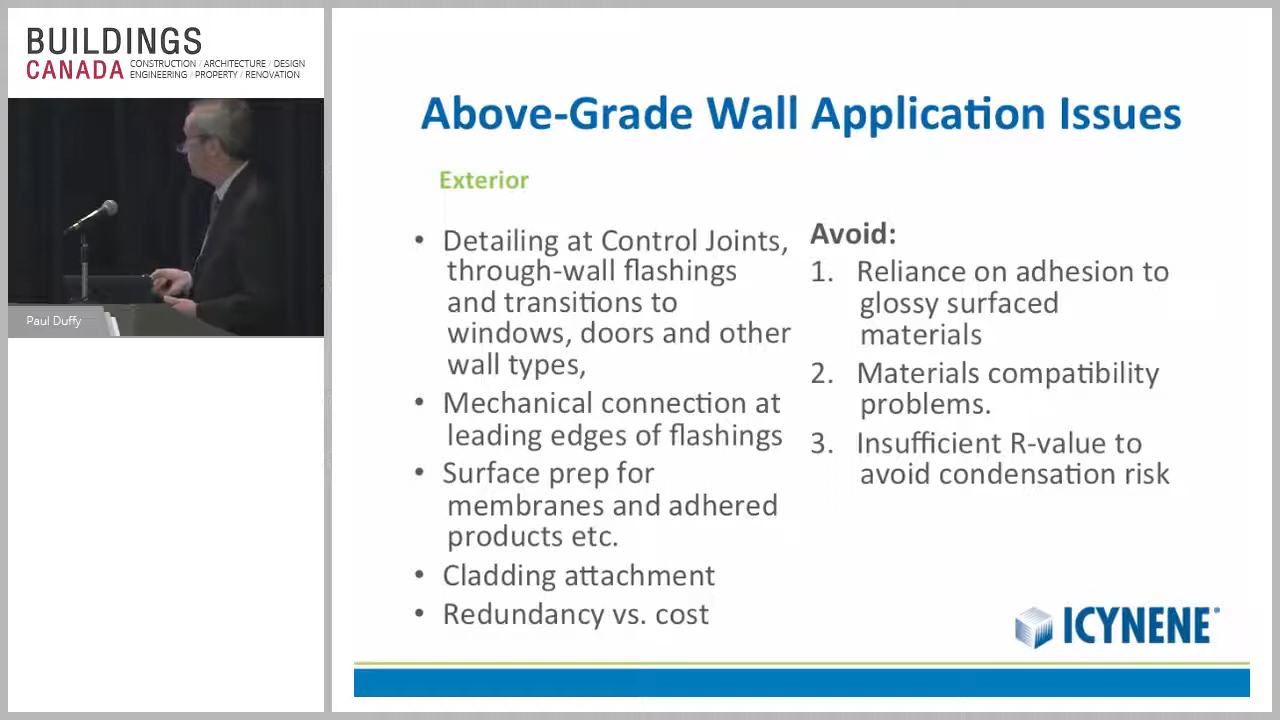 BUILDINGS
CANADA CONSTRUCTION / ARCHITECTURE / DESIGN
ENGINEERING / PROPERTY / RENOVATION
Paul Duffy
Above-Grade Wall Application Issues
Exterior
• Detailing at Control Joints,
through-wall flashings
and transitions to
windows, doors and other
wall types,
• Mechanical connection at
leading edges of flashings
• Surface prep for
membranes and adhered
products etc.
• Cladding attachment
• Redundancy vs. cost
Avoid:
1. Reliance on adhesion to
glossy surfaced
materials
2. Materials compatibility
problems.
3. Insufficient R-value to
avoid condensation risk
ICYNENE®